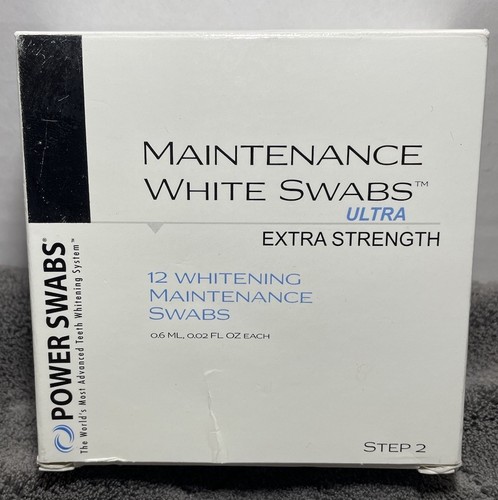 MAINTENANCE
WHITE SWABS™
ULTRA
EXTRA STRENGTH
12 WHITENING
MAINTENANCE
SWABS
0.6 ML, 0.02 FL OZ EACH
STEP 2
POWER SWABS®
The World's Most Advanced Teeth Whitening System™